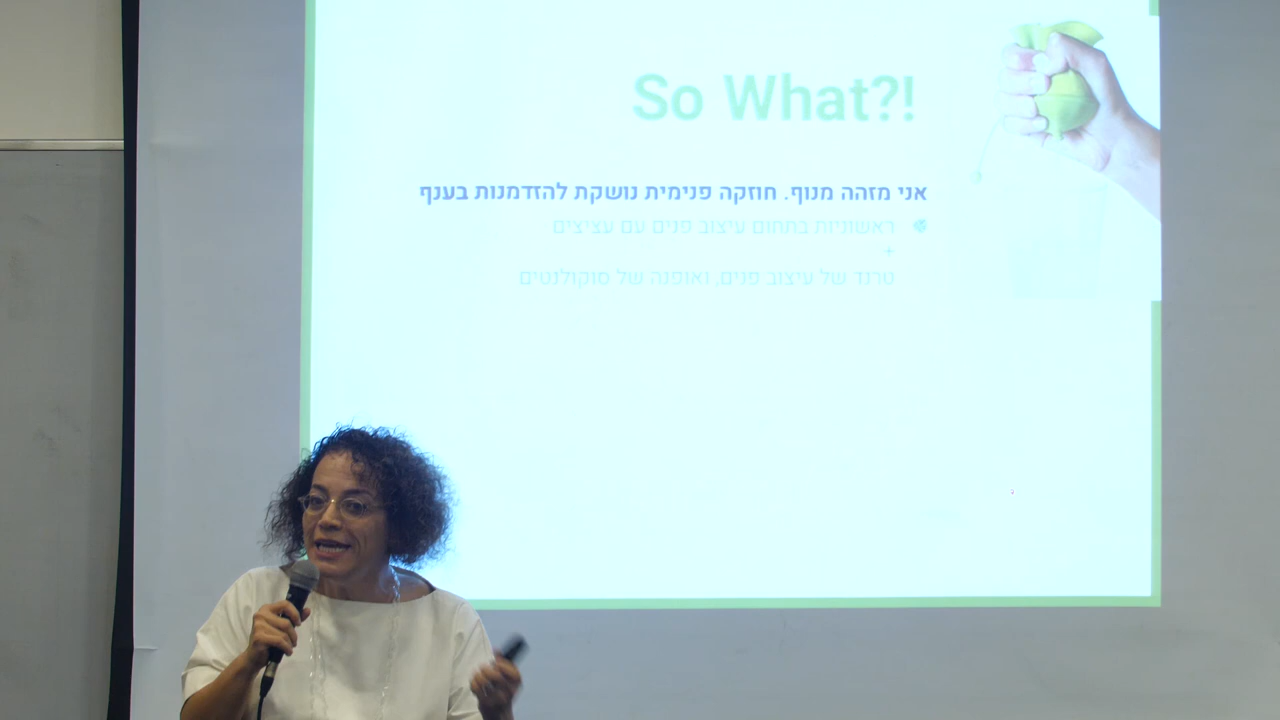 So What?!
אני מזהה מנוף. חוזקה פנימית נושקת להזדמנות בענף
ראשוניות בתחום עיצוב פנים עם עציצים
+
טרנד של עיצוב פנים, ואופנה של סוקולנטים